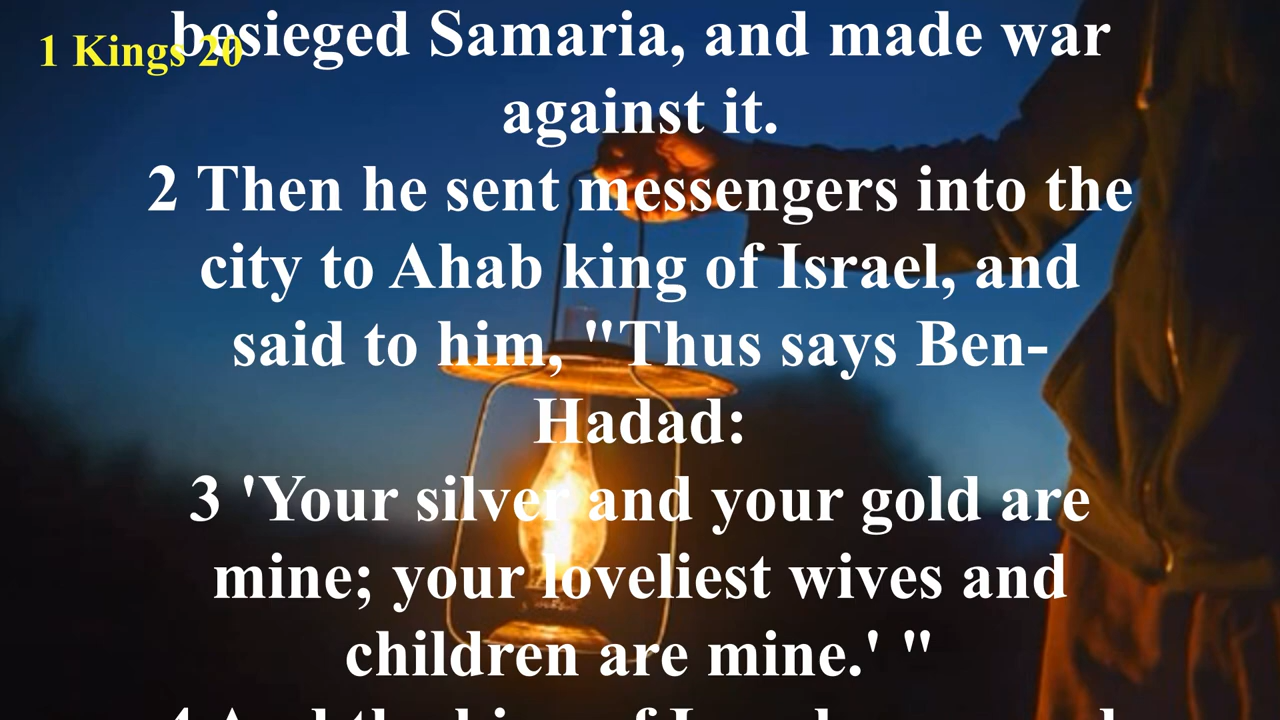 1 Kings 20
besieged Samaria, and made war
against it.
2 Then he sent messengers into the
city to Ahab king of Israel, and
said to him, "Thus says Ben-
Hadad:
3 'Your silver and your gold are
mine; your loveliest wives and
children are mine.' "